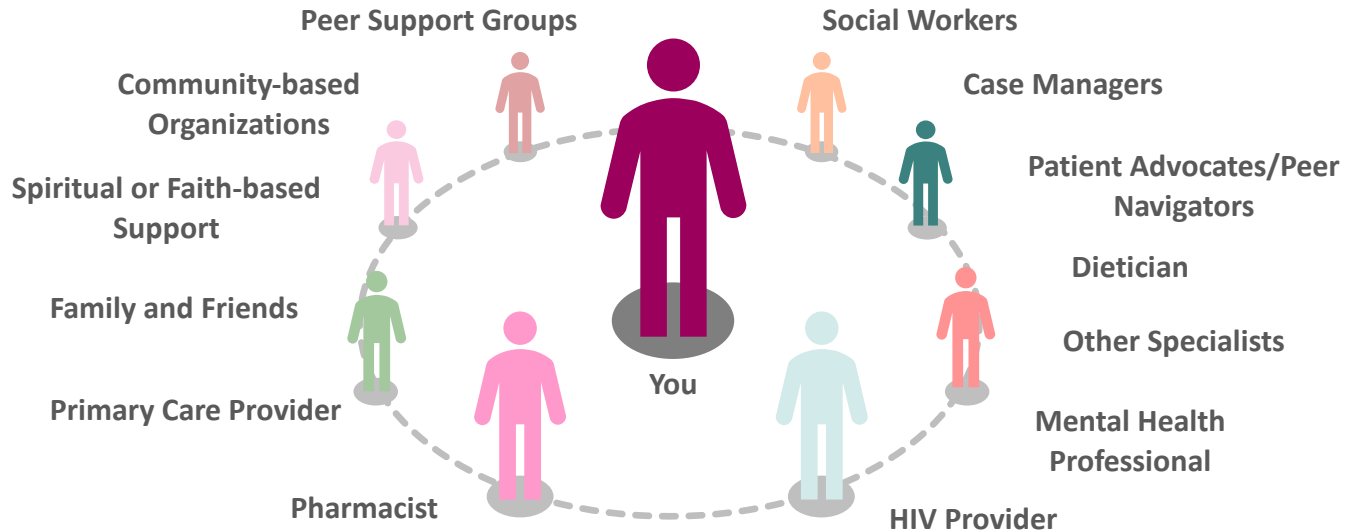 Peer Support Groups
Social Workers
Community-based
Organizations
Case Managers
Spiritual or Faith-based
Support
Patient Advocates/Peer
Navigators
Dietician
Family and Friends
Other Specialists
You
Primary Care Provider
Mental Health
Professional
Pharmacist
HIV Provider